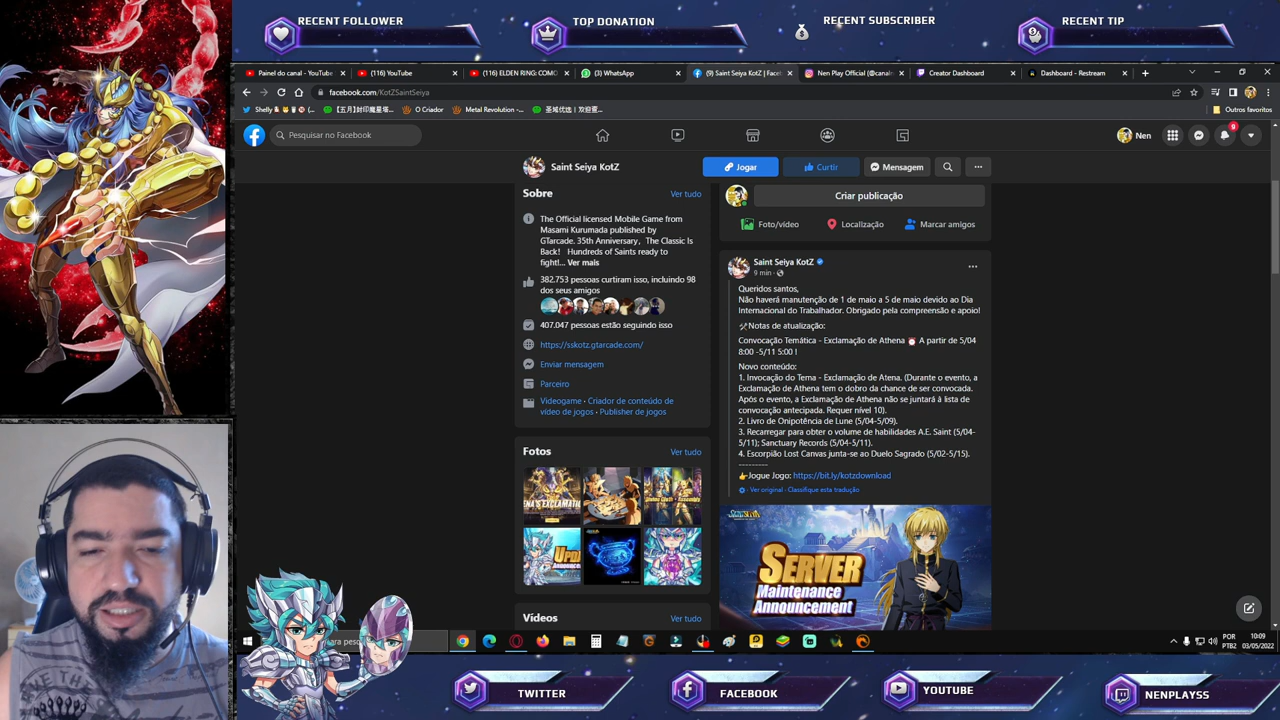 RECENT FOLLOWER
TOP DONATION
RECENT SUBSCRIBER
RECENT TIP
Painel do canal - YouTube
(116) YouTube
(116) ELDEN RING: COMO
(3) WhatsApp
(9) Saint Seiya KotZ | Face
Nen Play Official (@canaln
Creator Dashboard
Dashboard - Restream
facebook.com/KotZSaintSeiya
O Criador
Metal Revolution -...
Outros favoritos
Pesquisar no Facebook
Nen
9
Saint Seiya KotZ
Jogar
Curtir
Mensagem
Sobre
Ver tudo
The Official licensed Mobile Game from
Masami Kurumada published by
GTarcade. 35th Anniversary, The Classic Is
Back! Hundreds of Saints ready to
fight!... Ver mais
382.753 pessoas curtiram isso, incluindo 98
dos seus amigos
407.047 pessoas estão seguindo isso
https://sskotz.gtarcade.com/
Enviar mensagem
Parceiro
Videogame · Criador de conteúdo de
vídeo de jogos · Publisher de jogos
Fotos
Ver tudo
Vídeos
Ver tudo
Criar publicação
Foto/vídeo
Localização
Marcar amigos
Saint Seiya KotZ
9 min ·
Queridos santos,
Não haverá manutenção de 1 de maio a 5 de maio devido ao Dia
Internacional do Trabalhador. Obrigado pela compreensão e apoio!
🛠Notas de atualização:
Convocação Temática - Exclamação de Athena ⏰ A partir de 5/04
8:00 -5/11 5:00 !
Novo conteúdo:
1. Invocação do Tema - Exclamação de Atena. (Durante o evento, a
Exclamação de Athena tem o dobro da chance de ser convocada.
Após o evento, a Exclamação de Athena não se juntará à lista de
convocação antecipada. Requer nível 10).
2. Livro de Onipotência de Lune (5/04-5/09).
3. Recarregar para obter o volume de habilidades A.E. Saint (5/04-
5/11); Sanctuary Records (5/04-5/11).
4. Escorpião Lost Canvas junta-se ao Duelo Sagrado (5/02-5/15).
---------
👉Jogue Jogo: https://bit.ly/kotzdownload
Ver original · Classifique esta tradução
SERVER
Maintenance
Announcement
POR
PTB2
10:09
03/05/2022
TWITTER
FACEBOOK
YOUTUBE
NENPLAYSS